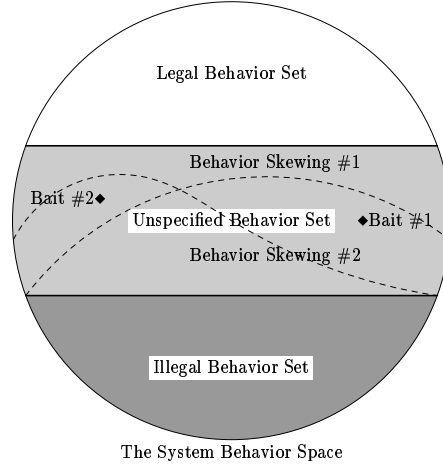 Legal Behavior Set
Behavior Skewing #1
Bait #2
Unspecified Behavior Set
Bait #1
Behavior Skewing #2
Illegal Behavior Set
The System Behavior Space